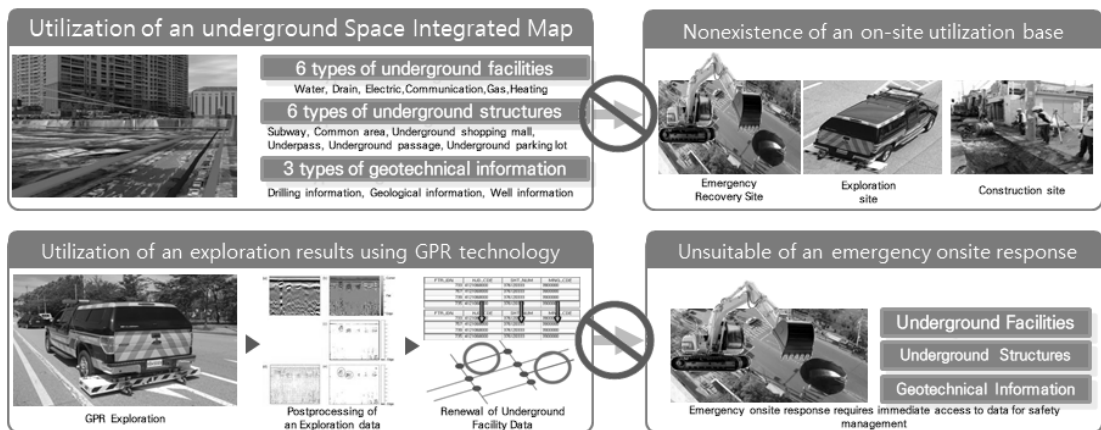 Utilization of an underground Space Integrated Map
6 types of underground facilities
Water, Drain, Electric,Communication,Gas,Heating
6 types of underground structures
Subway, Common area, Underground shopping mall,
Underpass, Underground passage, Underground parking lot
3 types of geotechnical information
Drilling information, Geological information, Well information
Nonexistence of an on-site utilization base
Emergency
Recovery Site
Exploration
site
Construction site
Utilization of an exploration results using GPR technology
GPR Exploration
Postprocessing of
an Exploration data
Renewal of Underground
Facility Data
Unsuitable of an emergency onsite response
Underground Facilities
Underground Structures
Geotechnical Information
Emergency onsite response requires immediate access to data for safety
management